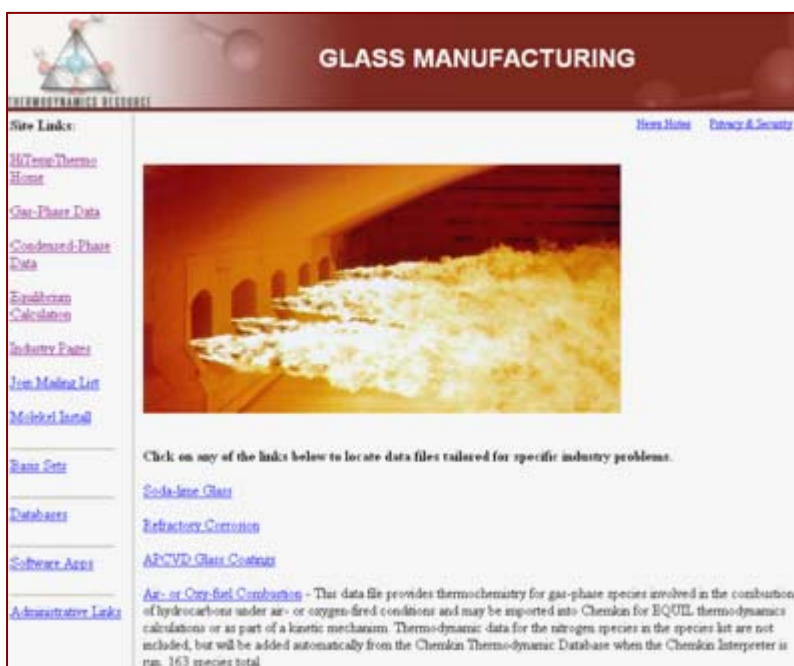 GLASS MANUFACTURING
THERMODYNAMICS RESOURCE
Site Links:
News Notes Privacy & Security
HiTempThermo
Home
Gas-Phase Data
Condensed-Phase
Data
Equilibrium
Calculation
Industry Pages
Join Mailing List
Molekel Install
Basis Sets
Databases
Software Apps
Administrative Links
Click on any of the links below to locate data files tailored for specific industry problems.
Soda-lime Glass
Refractory Corrosion
APCVD Glass Coatings
Air- or Oxy-fuel Combustion - This data file provides thermochemistry for gas-phase species involved in the combustion
of hydrocarbons under air- or oxygen-fired conditions and may be imported into Chemkin for EQUIL thermodynamics
calculations or as part of a kinetic mechanism. Thermodynamic data for the nitrogen species in the species list are not
included, but will be added automatically from the Chemkin Thermodynamic Database when the Chemkin Interpreter is
run. 163 species total